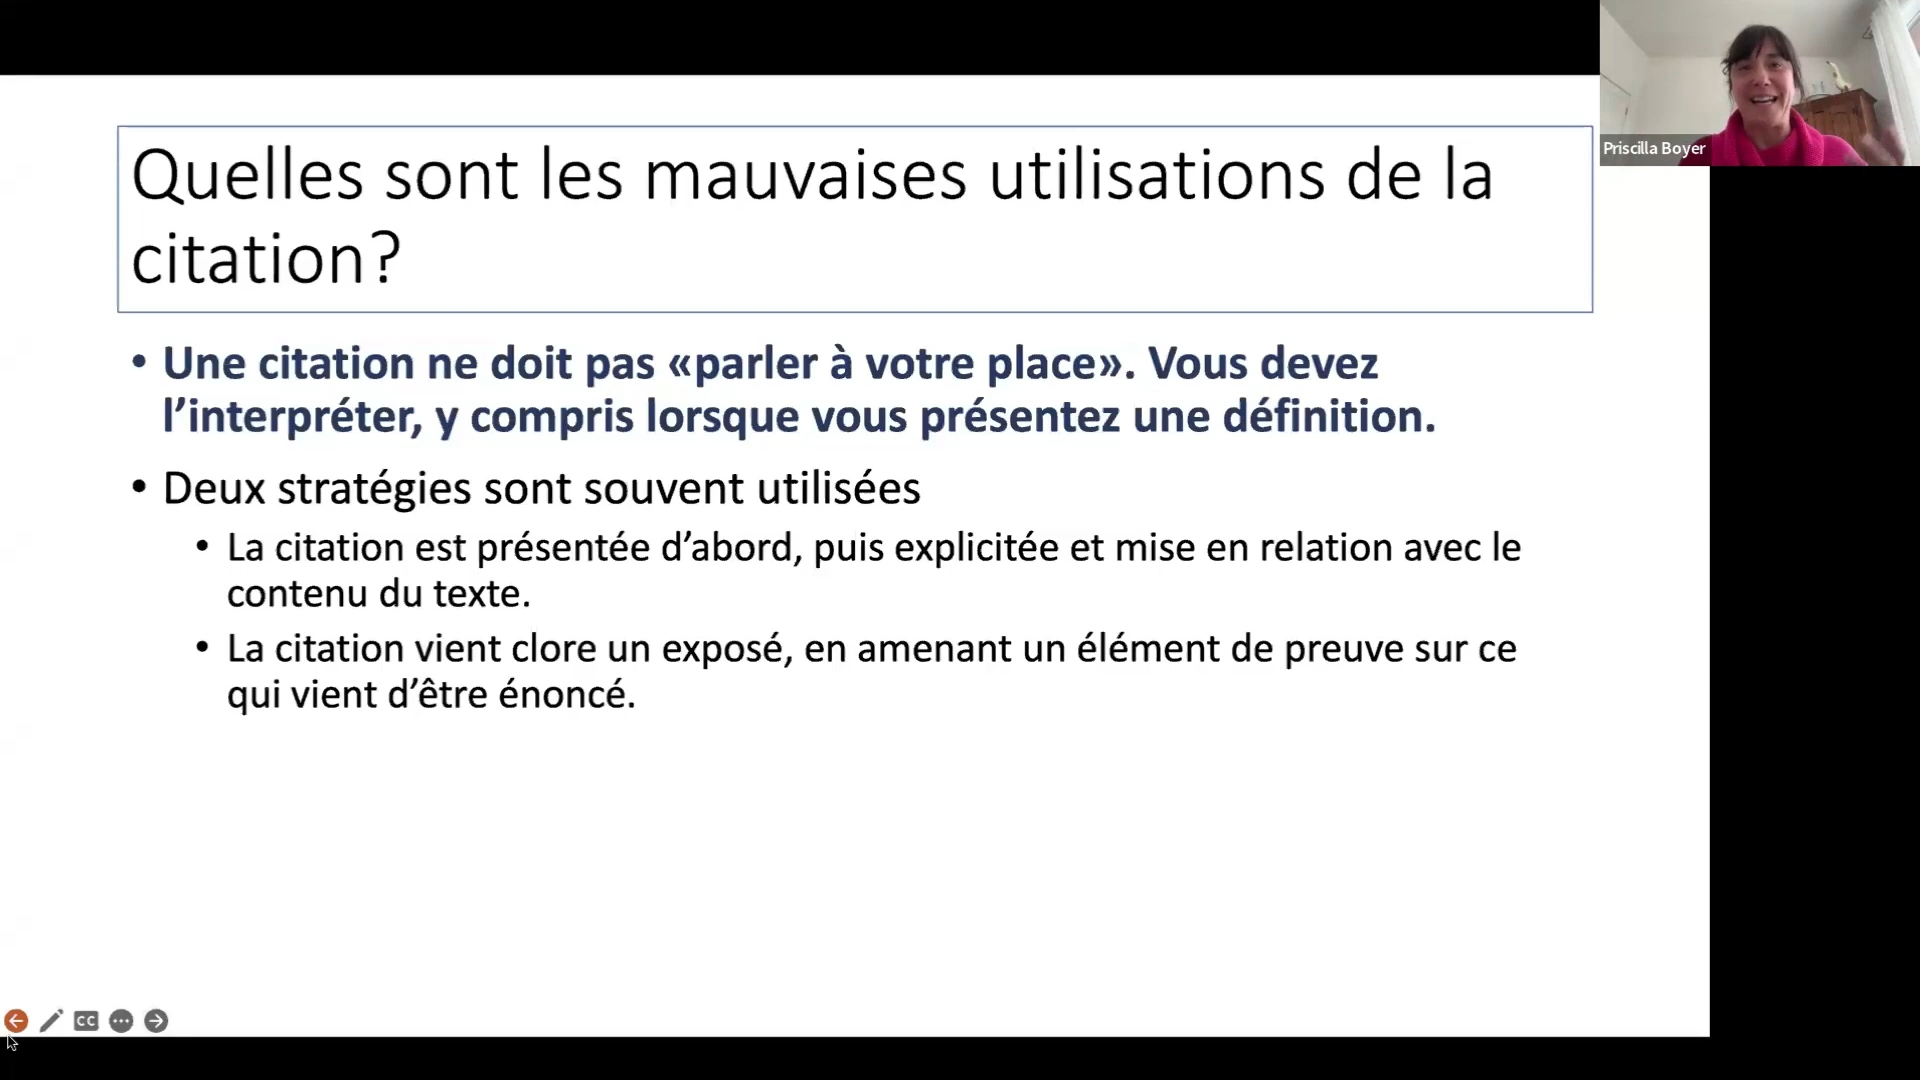 Priscilla Boyer
Quelles sont les mauvaises utilisations de la
citation?
• Une citation ne doit pas «parler à votre place». Vous devez
l’interpréter, y compris lorsque vous présentez une définition.
• Deux stratégies sont souvent utilisées
• La citation est présentée d’abord, puis explicitée et mise en relation avec le
contenu du texte.
• La citation vient clore un exposé, en amenant un élément de preuve sur ce
qui vient d’être énoncé.
CC